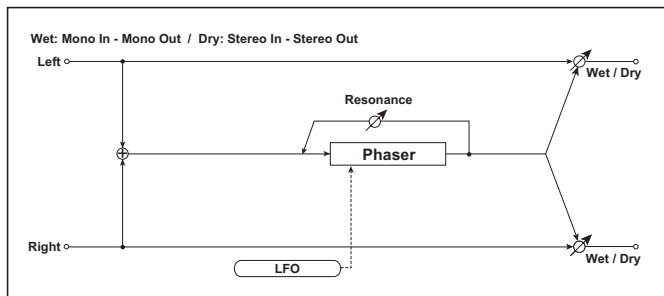 Wet: Mono In - Mono Out / Dry: Stereo In - Stereo Out
Left
Wet / Dry
Resonance
Phaser
Right
Wet / Dry
LFO